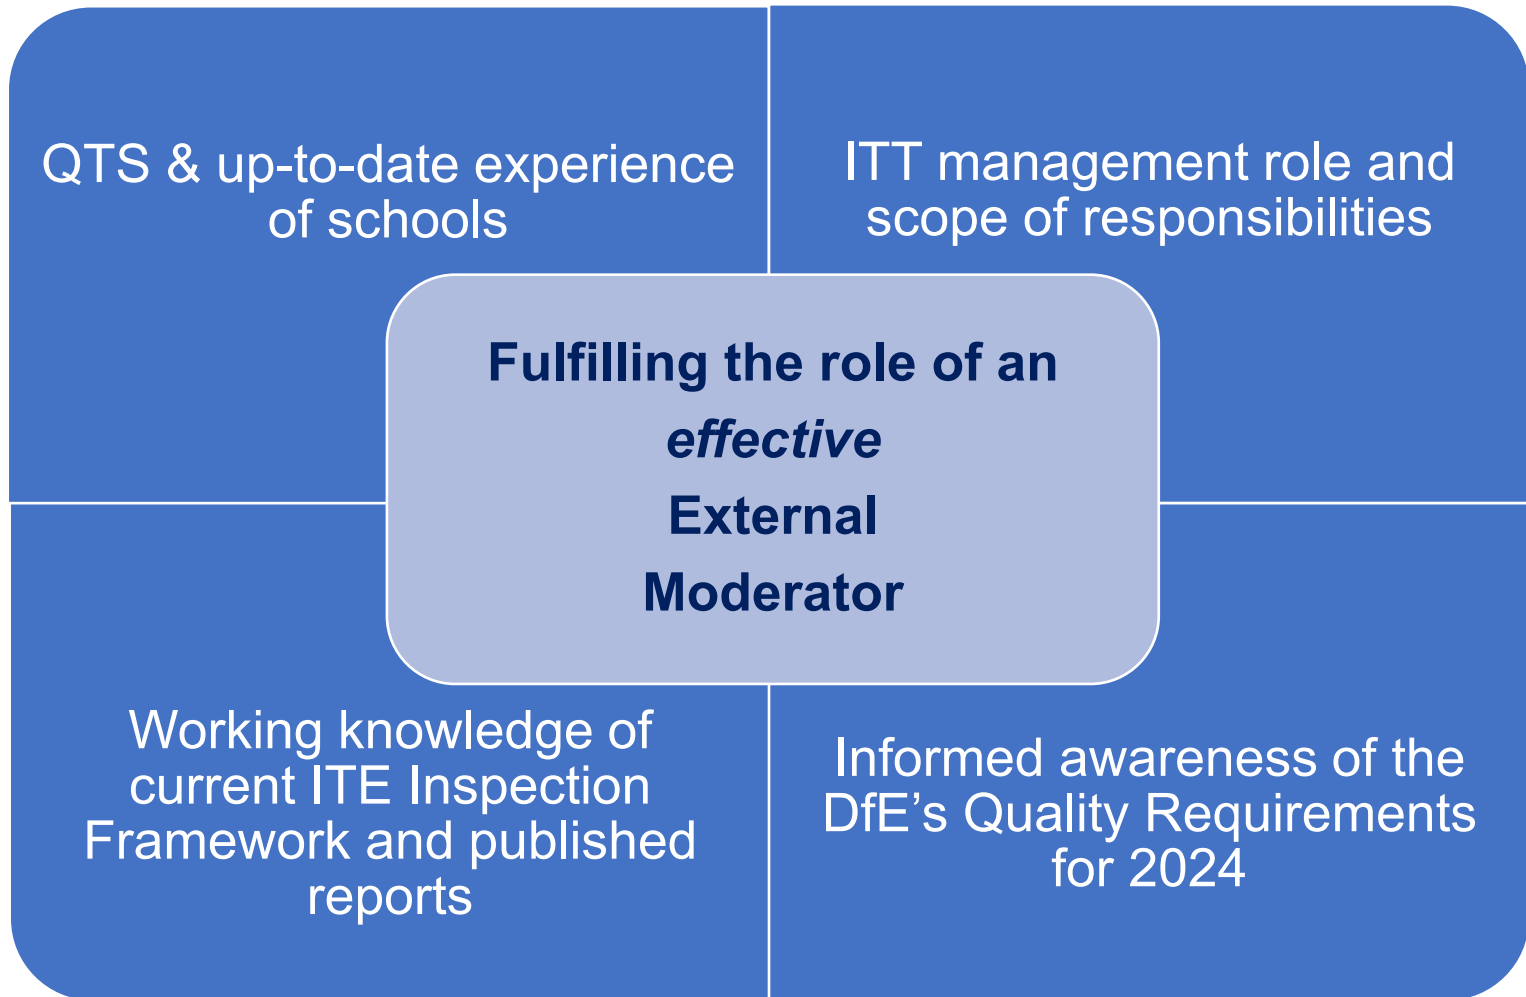 QTS & up-to-date experience
of schools
ITT management role and
scope of responsibilities
Fulfilling the role of an
effective
External
Moderator
Working knowledge of
current ITE Inspection
Framework and published
reports
Informed awareness of the
DfE’s Quality Requirements
for 2024